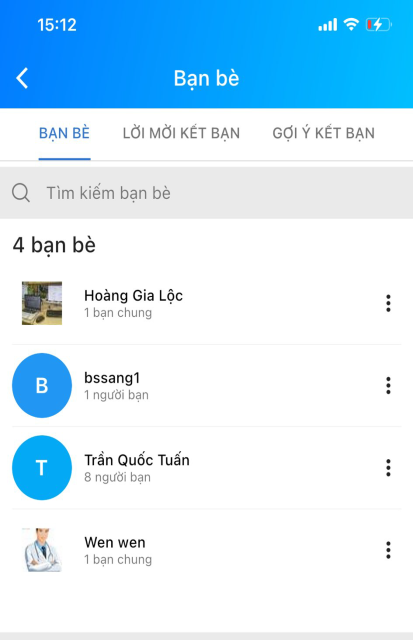 15:12
Bạn bè
BẠN BÈ LỜI MỜI KẾT BẠN GỢI Ý KẾT BẠN
Tìm kiếm bạn bè
4 bạn bè
Hoàng Gia Lộc
1 bạn chung
B
bssang1
1 người bạn
T
Trần Quốc Tuấn
8 người bạn
Wen wen
1 bạn chung